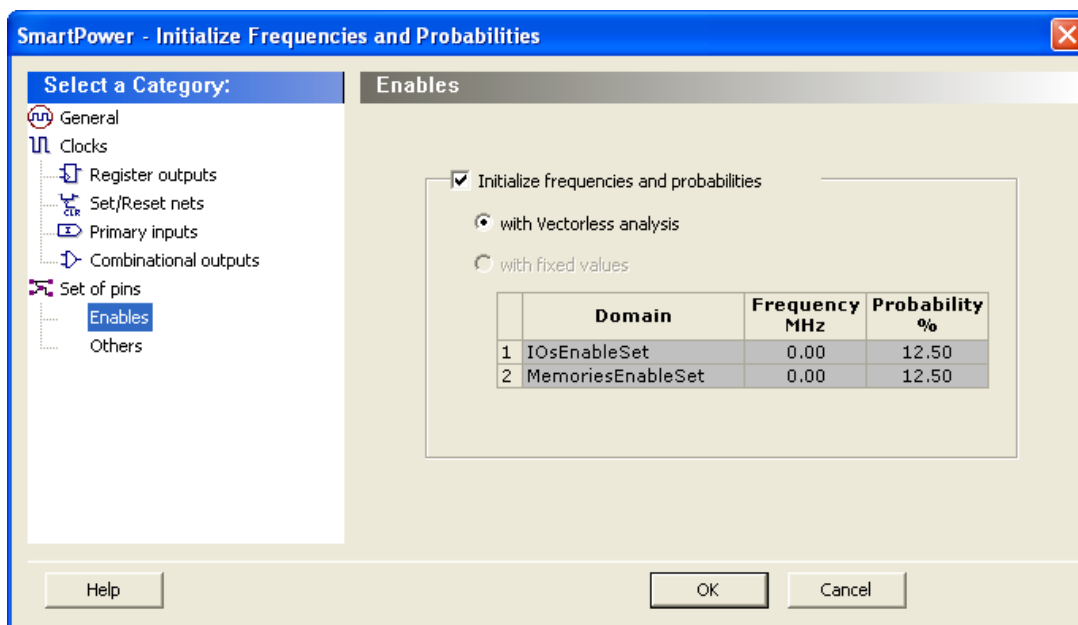 SmartPower - Initialize Frequencies and Probabilities
Select a Category:
General
Clocks
Register outputs
CLR
Set/Reset nets
Primary inputs
Combinational outputs
Set of pins
Enables
Others
Enables
Initialize frequencies and probabilities
with Vectorless analysis
with fixed values
Domain Frequency MHz Probability %
1 IOsEnableSet 0.00 12.50
2 MemoriesEnableSet 0.00 12.50
Help OK Cancel